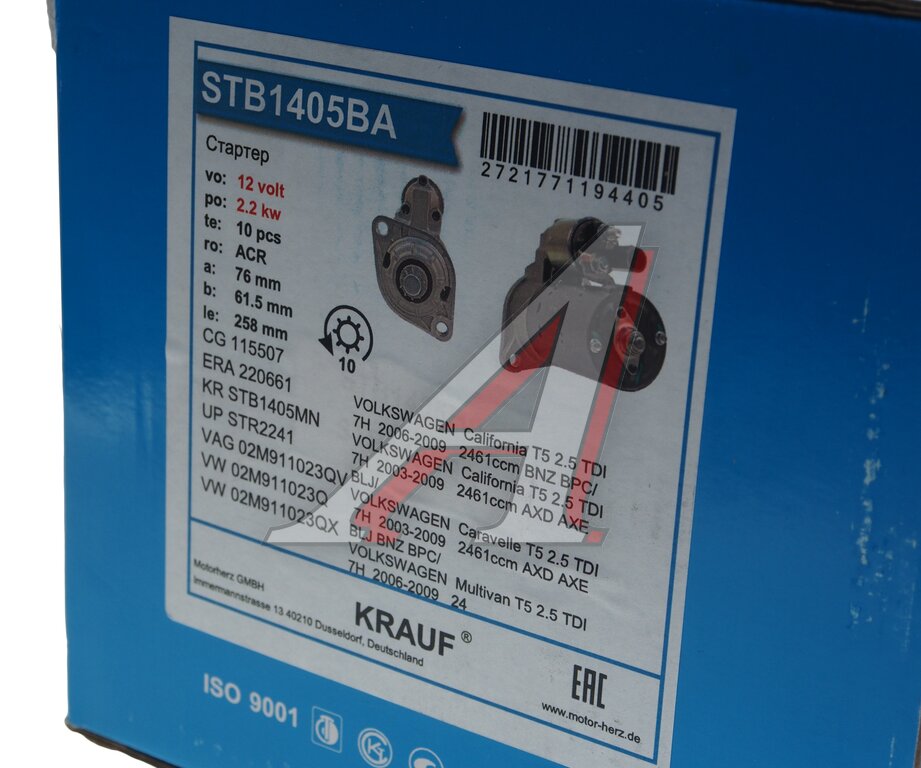 STB1405BA
2721771194405
Стартер
vo: 12 volt
po: 2.2 kw
te: 10 pcs
ro: ACR
a: 76 mm
b: 61.5 mm
le: 258 mm
10
CG 115507
ERA 220661
KR STB1405MN
UP STR2241
VAG 02M911023QV
VW 02M911023Q
VW 02M911023QX
VOLKSWAGEN California T5 2.5 TDI
7H 2006-2009 2461ccm BNZ BPC/
VOLKSWAGEN California T5 2.5 TDI
7H 2003-2009 2461ccm AXD AXE
BLJ/
VOLKSWAGEN Caravelle T5 2.5 TDI
7H 2003-2009 2461ccm AXD AXE
BLJ BNZ BPC/
VOLKSWAGEN Multivan T5 2.5 TDI
7H 2006-2009 24
Motorherz GMBH
Immermannstrasse 13 40210 Dusseldorf, Deutschland
KRAUF ®
EAC
www.motor-herz.de
ISO 9001